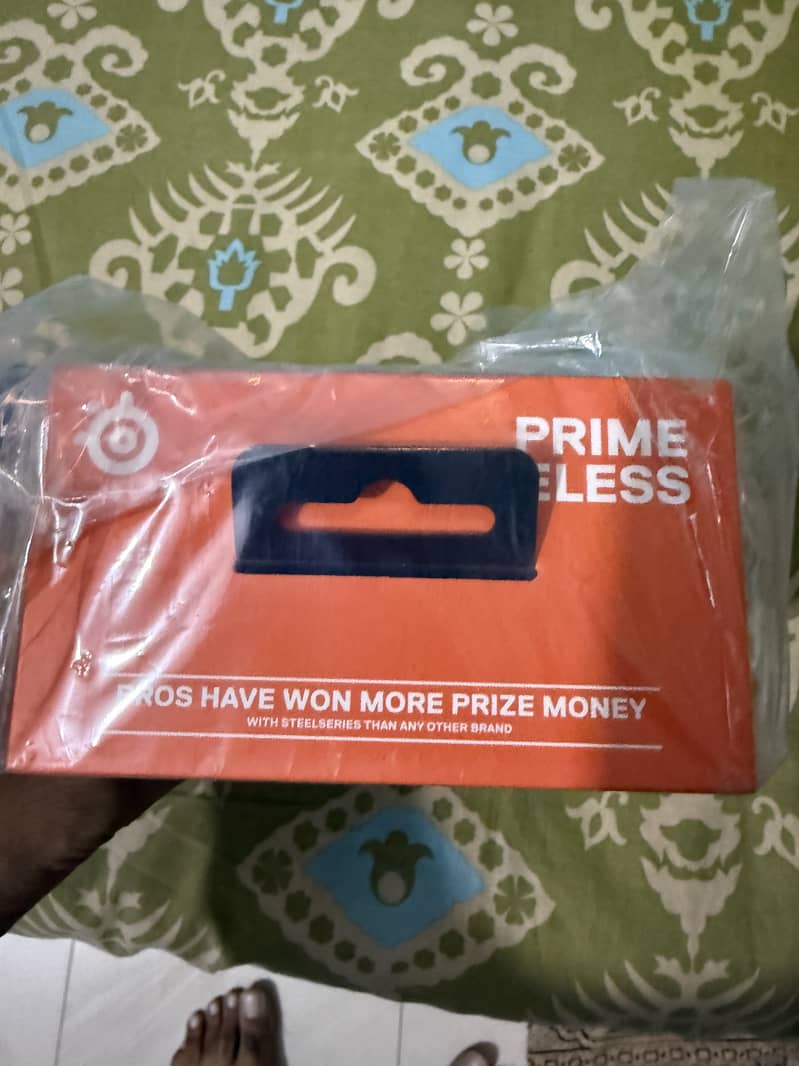 PRIME
ELESS
PROS HAVE WON MORE PRIZE MONEY
WITH STEELSERIES THAN ANY OTHER BRAND